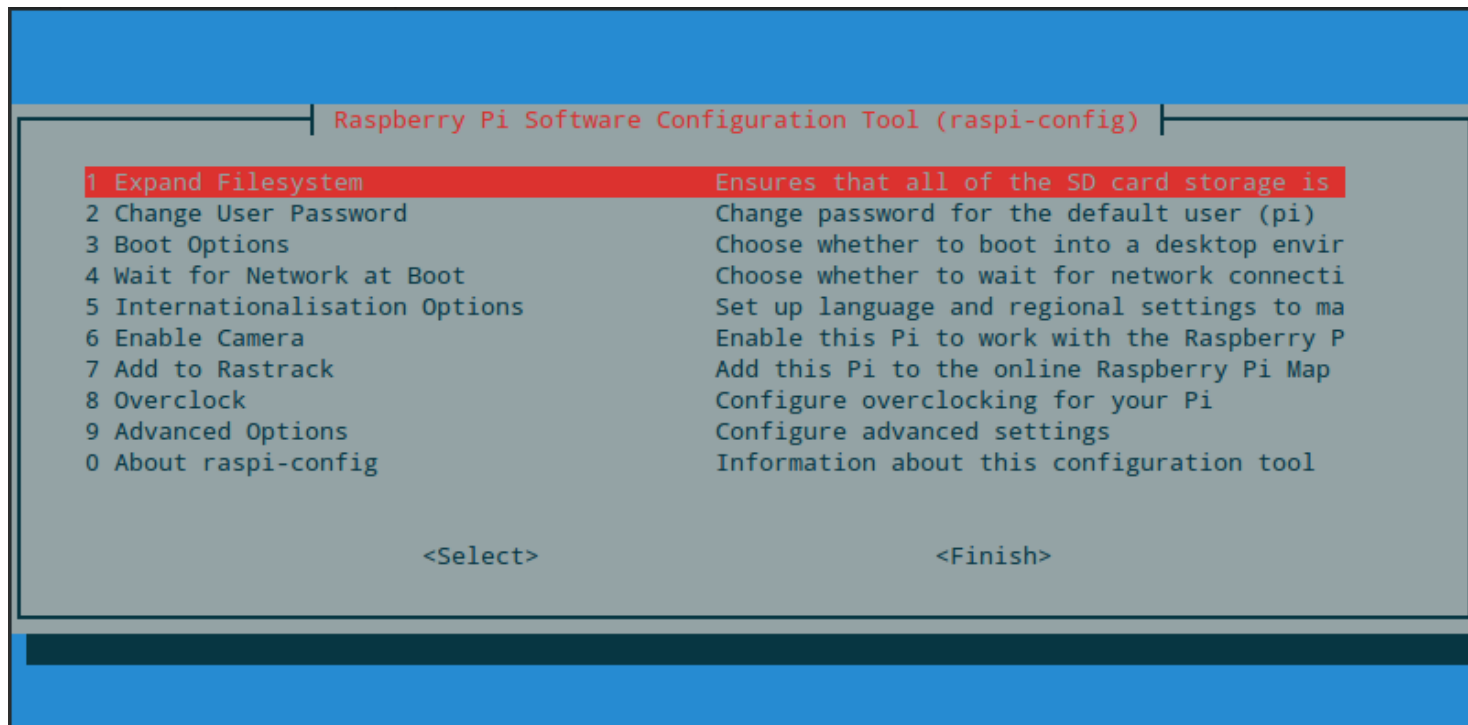 Raspberry Pi Software Configuration Tool (raspi-config)
1 Expand Filesystem Ensures that all of the SD card storage is
2 Change User Password Change password for the default user (pi)
3 Boot Options Choose whether to boot into a desktop envir
4 Wait for Network at Boot Choose whether to wait for network connecti
5 Internationalisation Options Set up language and regional settings to ma
6 Enable Camera Enable this Pi to work with the Raspberry P
7 Add to Rastrack Add this Pi to the online Raspberry Pi Map
8 Overclock Configure overclocking for your Pi
9 Advanced Options Configure advanced settings
0 About raspi-config Information about this configuration tool
<Select> <Finish>